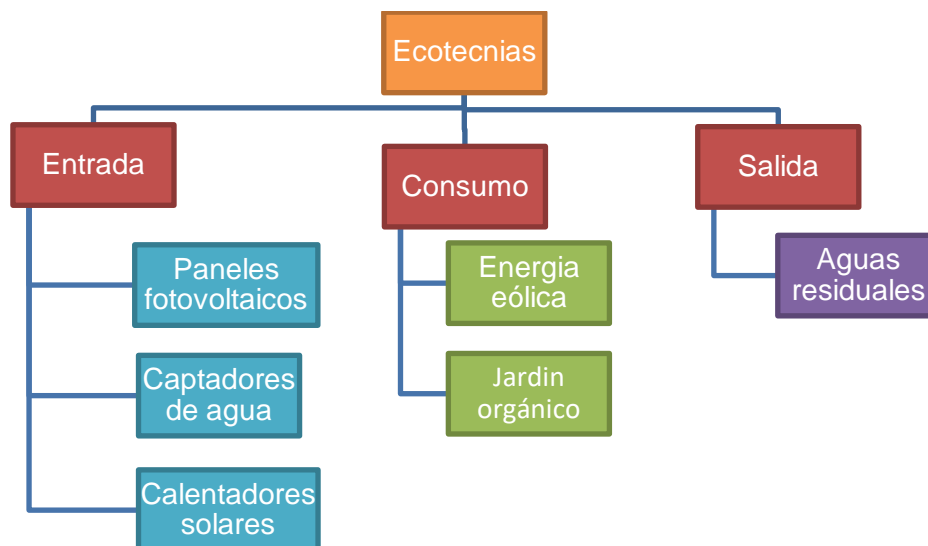 Ecotecnias
Entrada
Paneles
fotovoltaicos
Captadores
de agua
Calentadores
solares
Consumo
Energia
eólica
Jardin
orgánico
Salida
Aguas
residuales